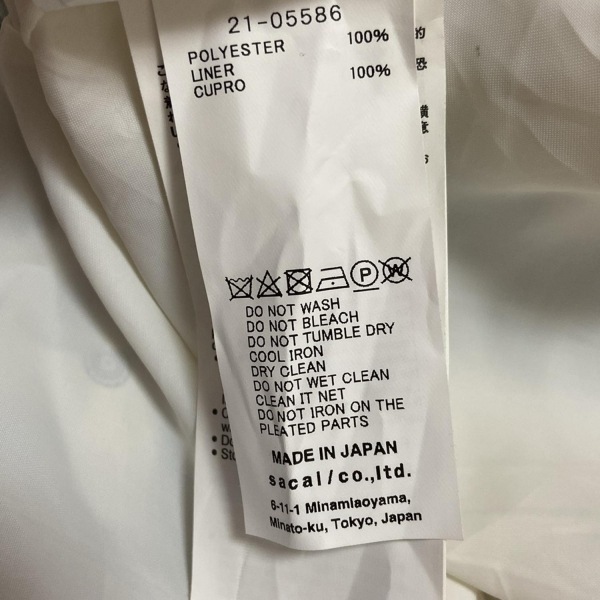 21-05586
POLYESTER 100%
LINER
CUPRO 100%
P W
DO NOT WASH
DO NOT BLEACH
DO NOT TUMBLE DRY
COOL IRON
DRY CLEAN
DO NOT WET CLEAN
CLEAN IT NET
DO NOT IRON ON THE
PLEATED PARTS
MADE IN JAPAN
sacai/co.,ltd.
6-11-1 Minamiaoyama,
Minato-ku, Tokyo, Japan